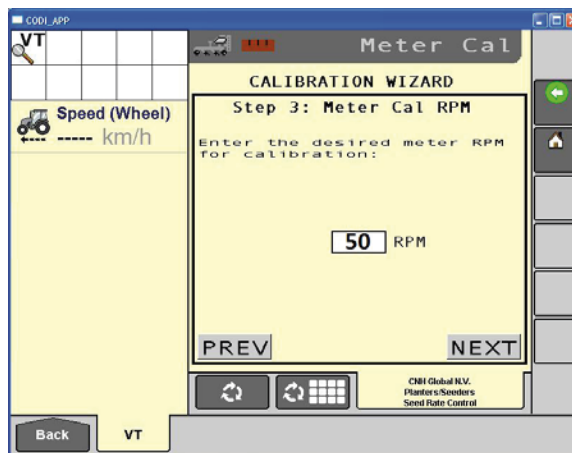 CODI_APP
VT
Speed (Wheel)
----- km/h
Meter Cal
CALIBRATION WIZARD
Step 3: Meter Cal RPM
Enter the desired meter RPM
for calibration:
50 RPM
PREV
NEXT
CNH Global N.V.
Planters/Seeders
Seed Rate Control
Back
VT